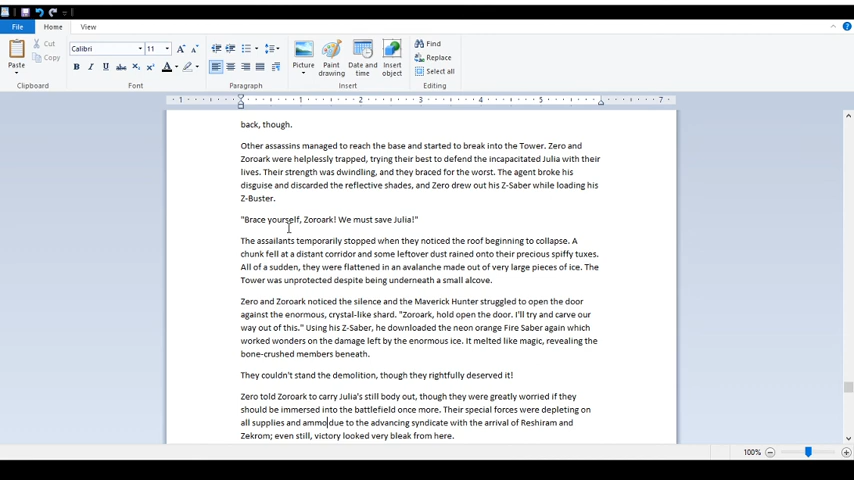 File
Home
View
Cut
Copy
Paste
Clipboard
Calibri
11
B I U abc X₂ X² A
Font
Paragraph
Picture
Paint drawing
Date and time
Insert object
Insert
Find
Replace
Select all
Editing
1 1 2 3 4 5 7
back, though.
Other assassins managed to reach the base and started to break into the Tower. Zero and
Zoroark were helplessly trapped, trying their best to defend the incapacitated Julia with their
lives. Their strength was dwindling, and they braced for the worst. The agent broke his
disguise and discarded the reflective shades, and Zero drew out his Z-Saber while loading his
Z-Buster.
"Brace yourself, Zoroark! We must save Julia!"
The assailants temporarily stopped when they noticed the roof beginning to collapse. A
chunk fell at a distant corridor and some leftover dust rained onto their precious spiffy tuxes.
All of a sudden, they were flattened in an avalanche made out of very large pieces of ice. The
Tower was unprotected despite being underneath a small alcove.
Zero and Zoroark noticed the silence and the Maverick Hunter struggled to open the door
against the enormous, crystal-like shard. "Zoroark, hold open the door. I'll try and carve our
way out of this." Using his Z-Saber, he downloaded the neon orange Fire Saber again which
worked wonders on the damage left by the enormous ice. It melted like magic, revealing the
bone-crushed members beneath.
They couldn't stand the demolition, though they rightfully deserved it!
Zero told Zoroark to carry Julia's still body out, though they were greatly worried if they
should be immersed into the battlefield once more. Their special forces were depleting on
all supplies and ammo due to the advancing syndicate with the arrival of Reshiram and
Zekrom; even still, victory looked very bleak from here.
100%